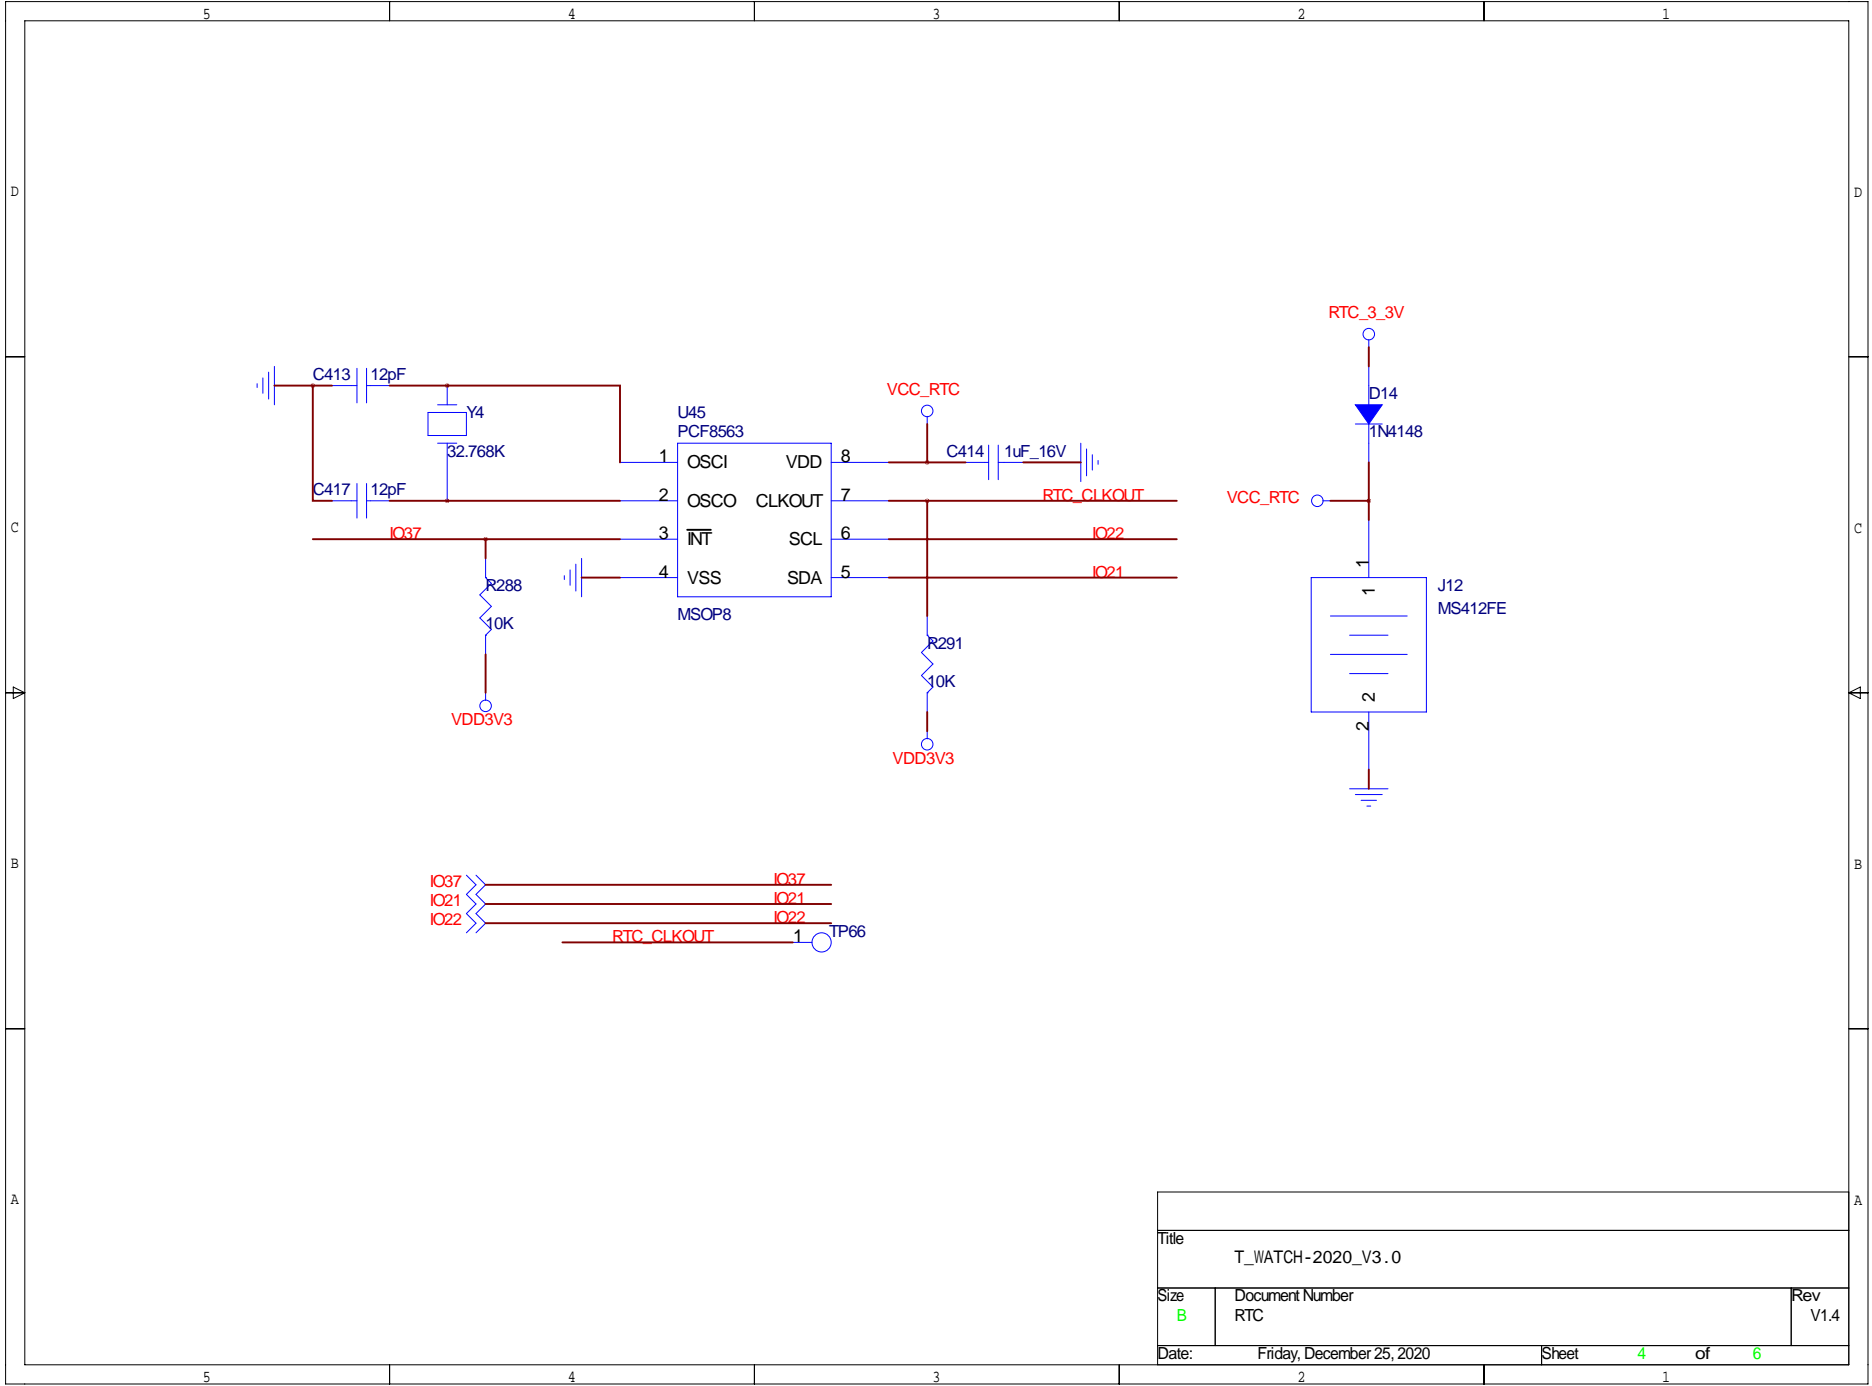 5 4 3 2 1
D D
RTC_3_3V
C413 12pF
VCC_RTC
D14
Y4
U45
1N4148
PCF8563
32.768K
C414 1uF_16V
1 OSCI VDD 8
C417 12pF
2 OSCO CLKOUT 7 RTC_CLKOUT
VCC_RTC
C C
IO37 3 INT SCL 6 IO22
1
4 VSS SDA 5 IO21
R288
1
J12
MS412FE
MSOP8
10K
R291
10K
2
VDD3V3
2
VDD3V3
B B
IO37 IO37
IO21 IO21
IO22 IO22
RTC_CLKOUT 1 TP66
A A
Title
T_WATCH-2020_V3.0
Size Document Number Rev
B RTC V1.4
Date: Friday, December 25, 2020 Sheet 4 of 6
5 4 3 2 1